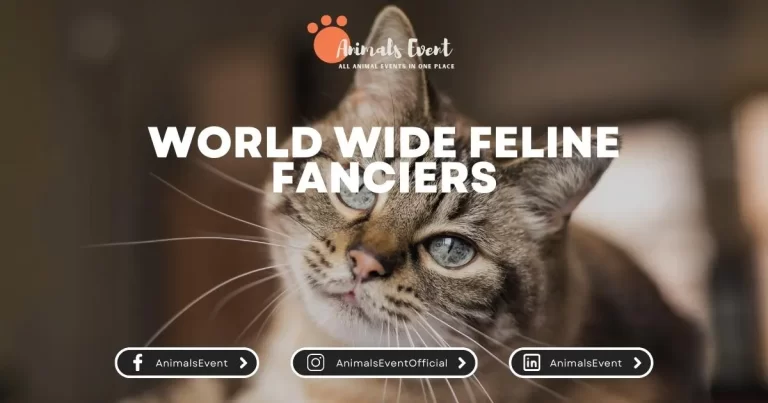 Animals Event
ALL ANIMAL EVENTS IN ONE PLACE
WORLD WIDE FELINE
FANCIERS
AnimalsEvent
AnimalsEventOfficial
AnimalsEvent